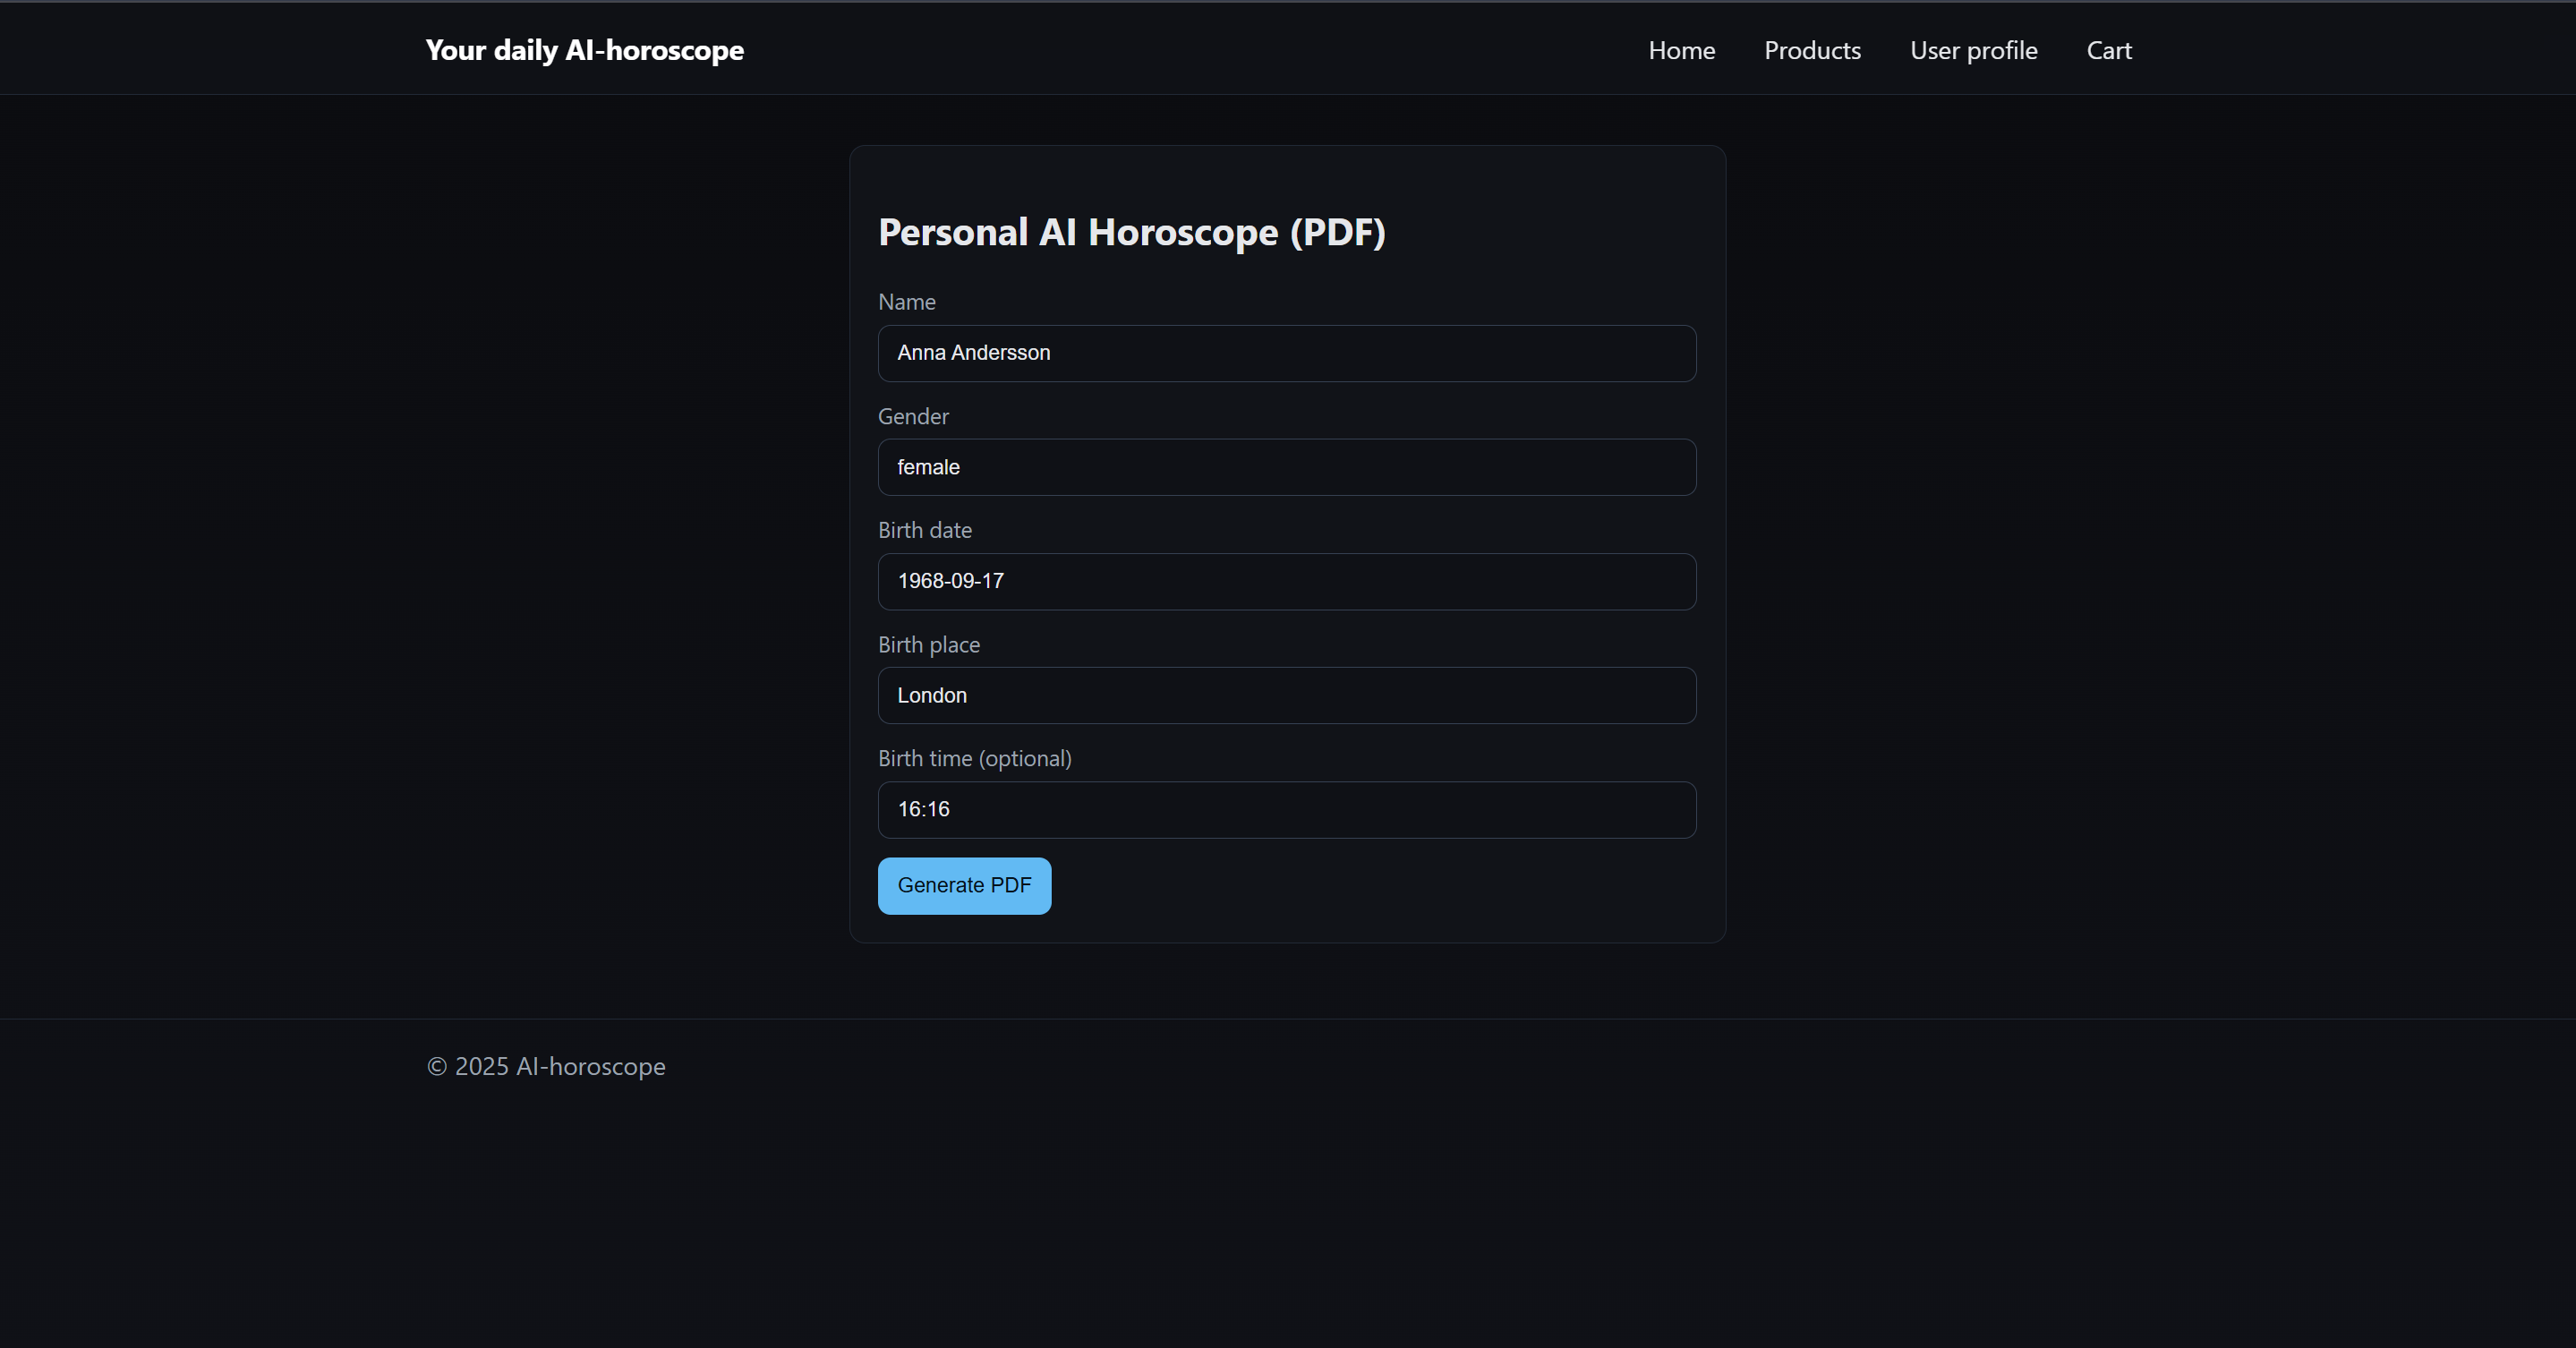 Your daily AI-horoscope
Home
Products
User profile
Cart
Personal AI Horoscope (PDF)
Name
Anna Andersson
Gender
female
Birth date
1968-09-17
Birth place
London
Birth time (optional)
16:16
Generate PDF
© 2025 AI-horoscope